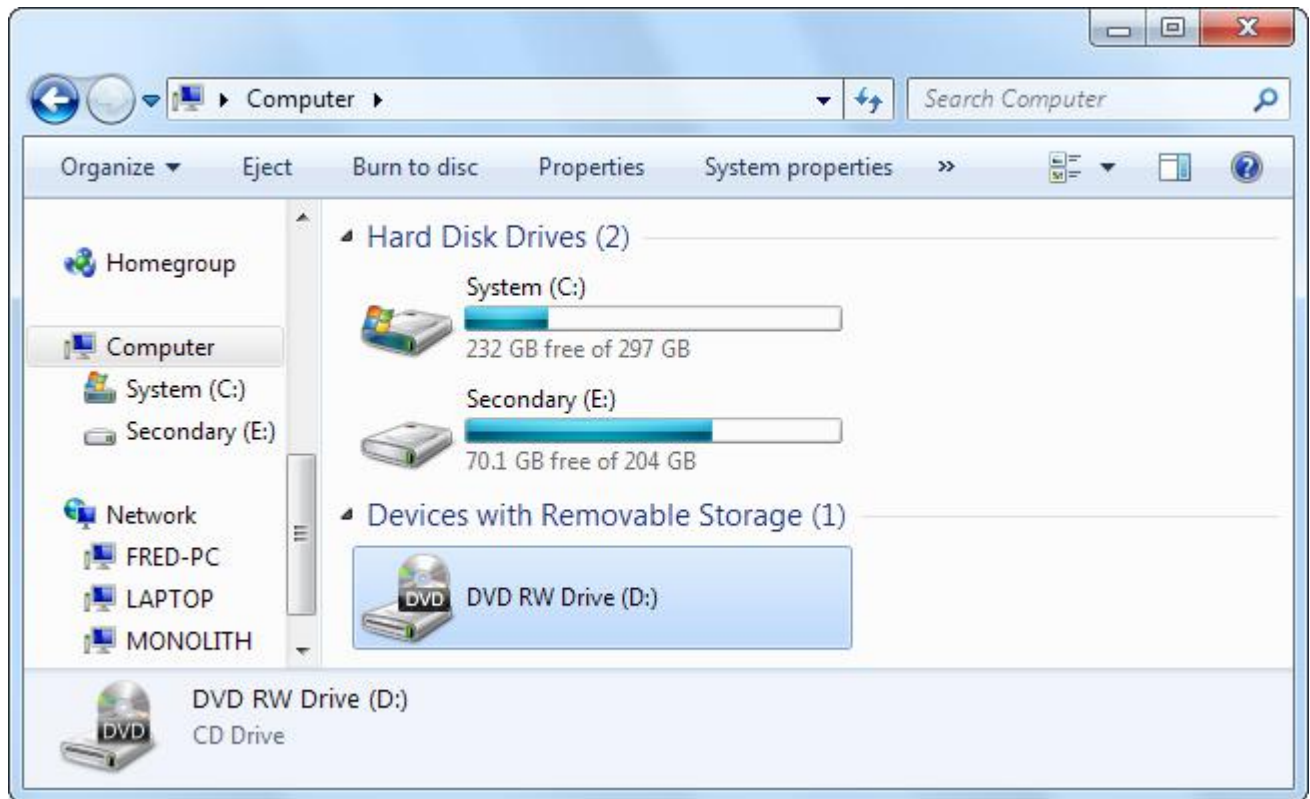 Computer
Search Computer
Organize Eject Burn to disc Properties System properties »
Homegroup
Computer
System (C:)
Secondary (E:)
Network
FRED-PC
LAPTOP
MONOLITH
Hard Disk Drives (2)
System (C:)
232 GB free of 297 GB
Secondary (E:)
70.1 GB free of 204 GB
Devices with Removable Storage (1)
DVD
DVD RW Drive (D:)
DVD
DVD RW Drive (D:)
CD Drive